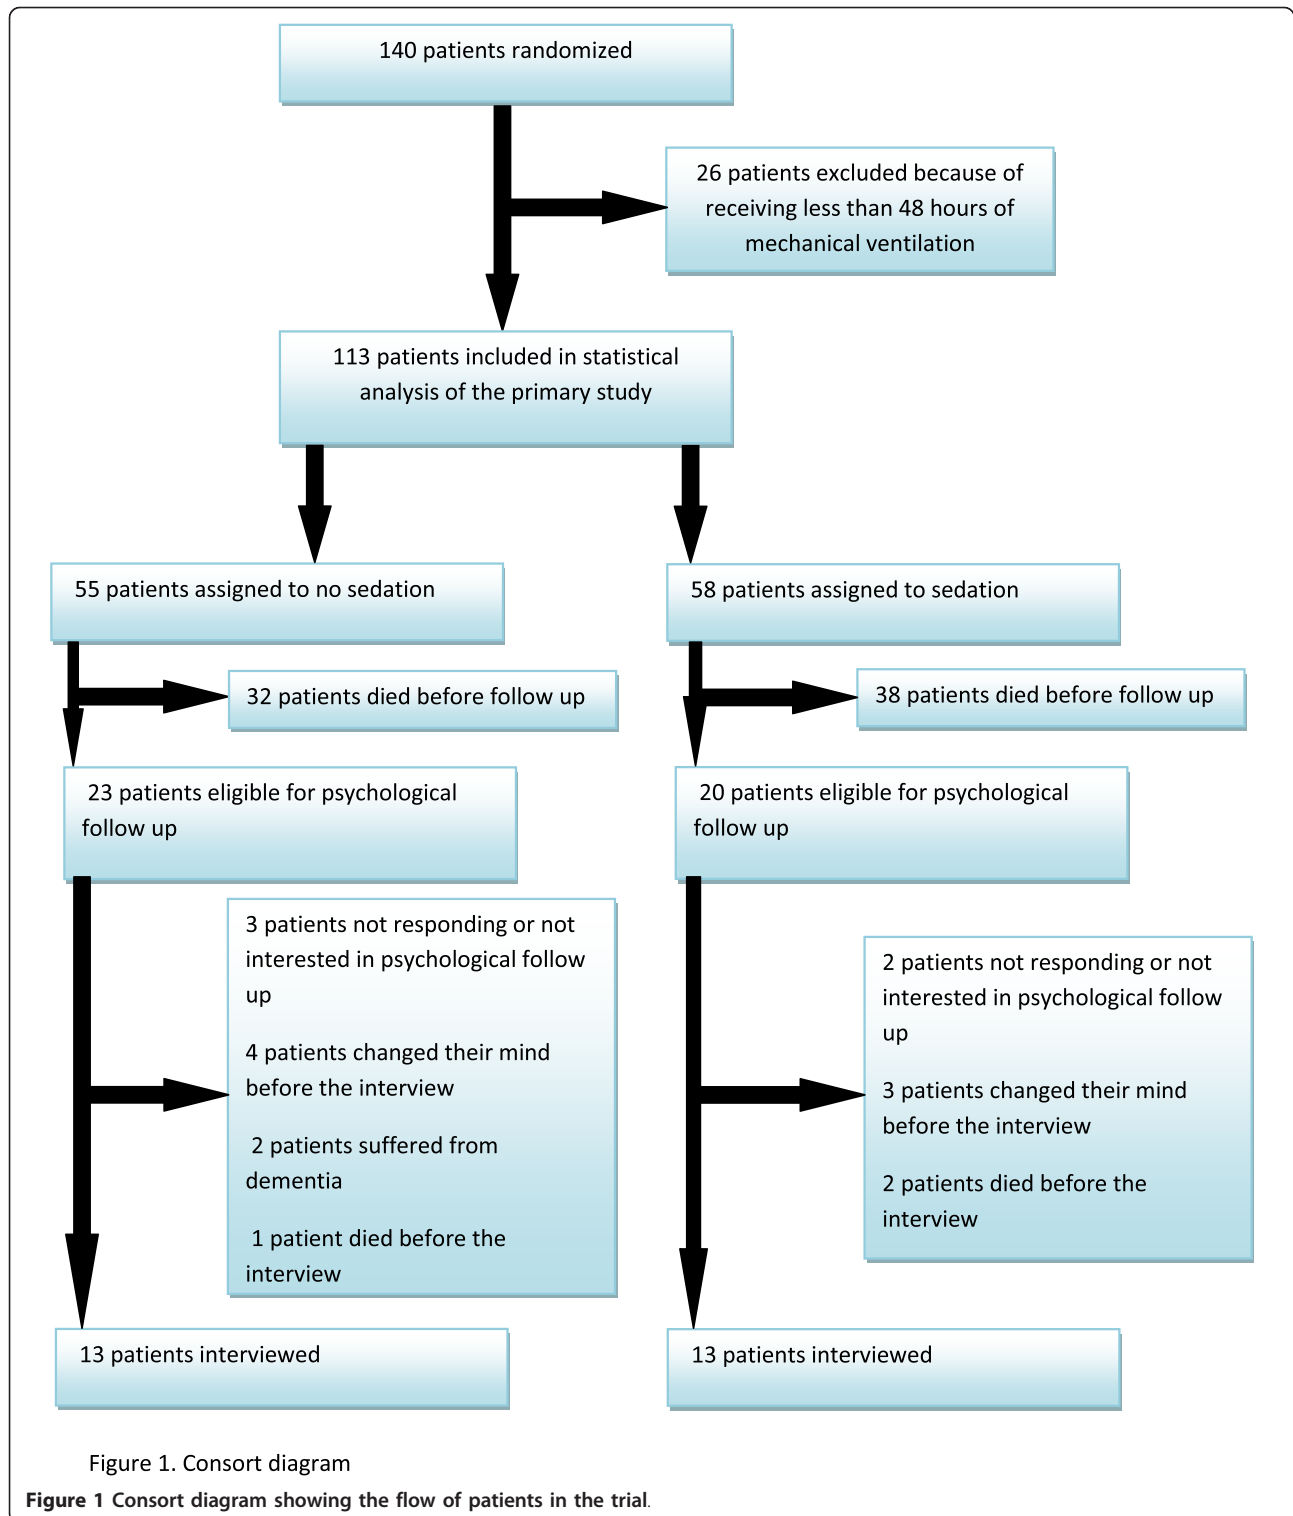 140 patients randomized
26 patients excluded because of
receiving less than 48 hours of
mechanical ventilation
113 patients included in statistical
analysis of the primary study
55 patients assigned to no sedation
58 patients assigned to sedation
32 patients died before follow up
38 patients died before follow up
23 patients eligible for psychological
follow up
20 patients eligible for psychological
follow up
3 patients not responding or not
interested in psychological follow
up
4 patients changed their mind
before the interview
2 patients suffered from
dementia
1 patient died before the
interview
2 patients not responding or not
interested in psychological follow
up
3 patients changed their mind
before the interview
2 patients died before the
interview
13 patients interviewed
13 patients interviewed
Figure 1. Consort diagram
Figure 1 Consort diagram showing the flow of patients in the trial.